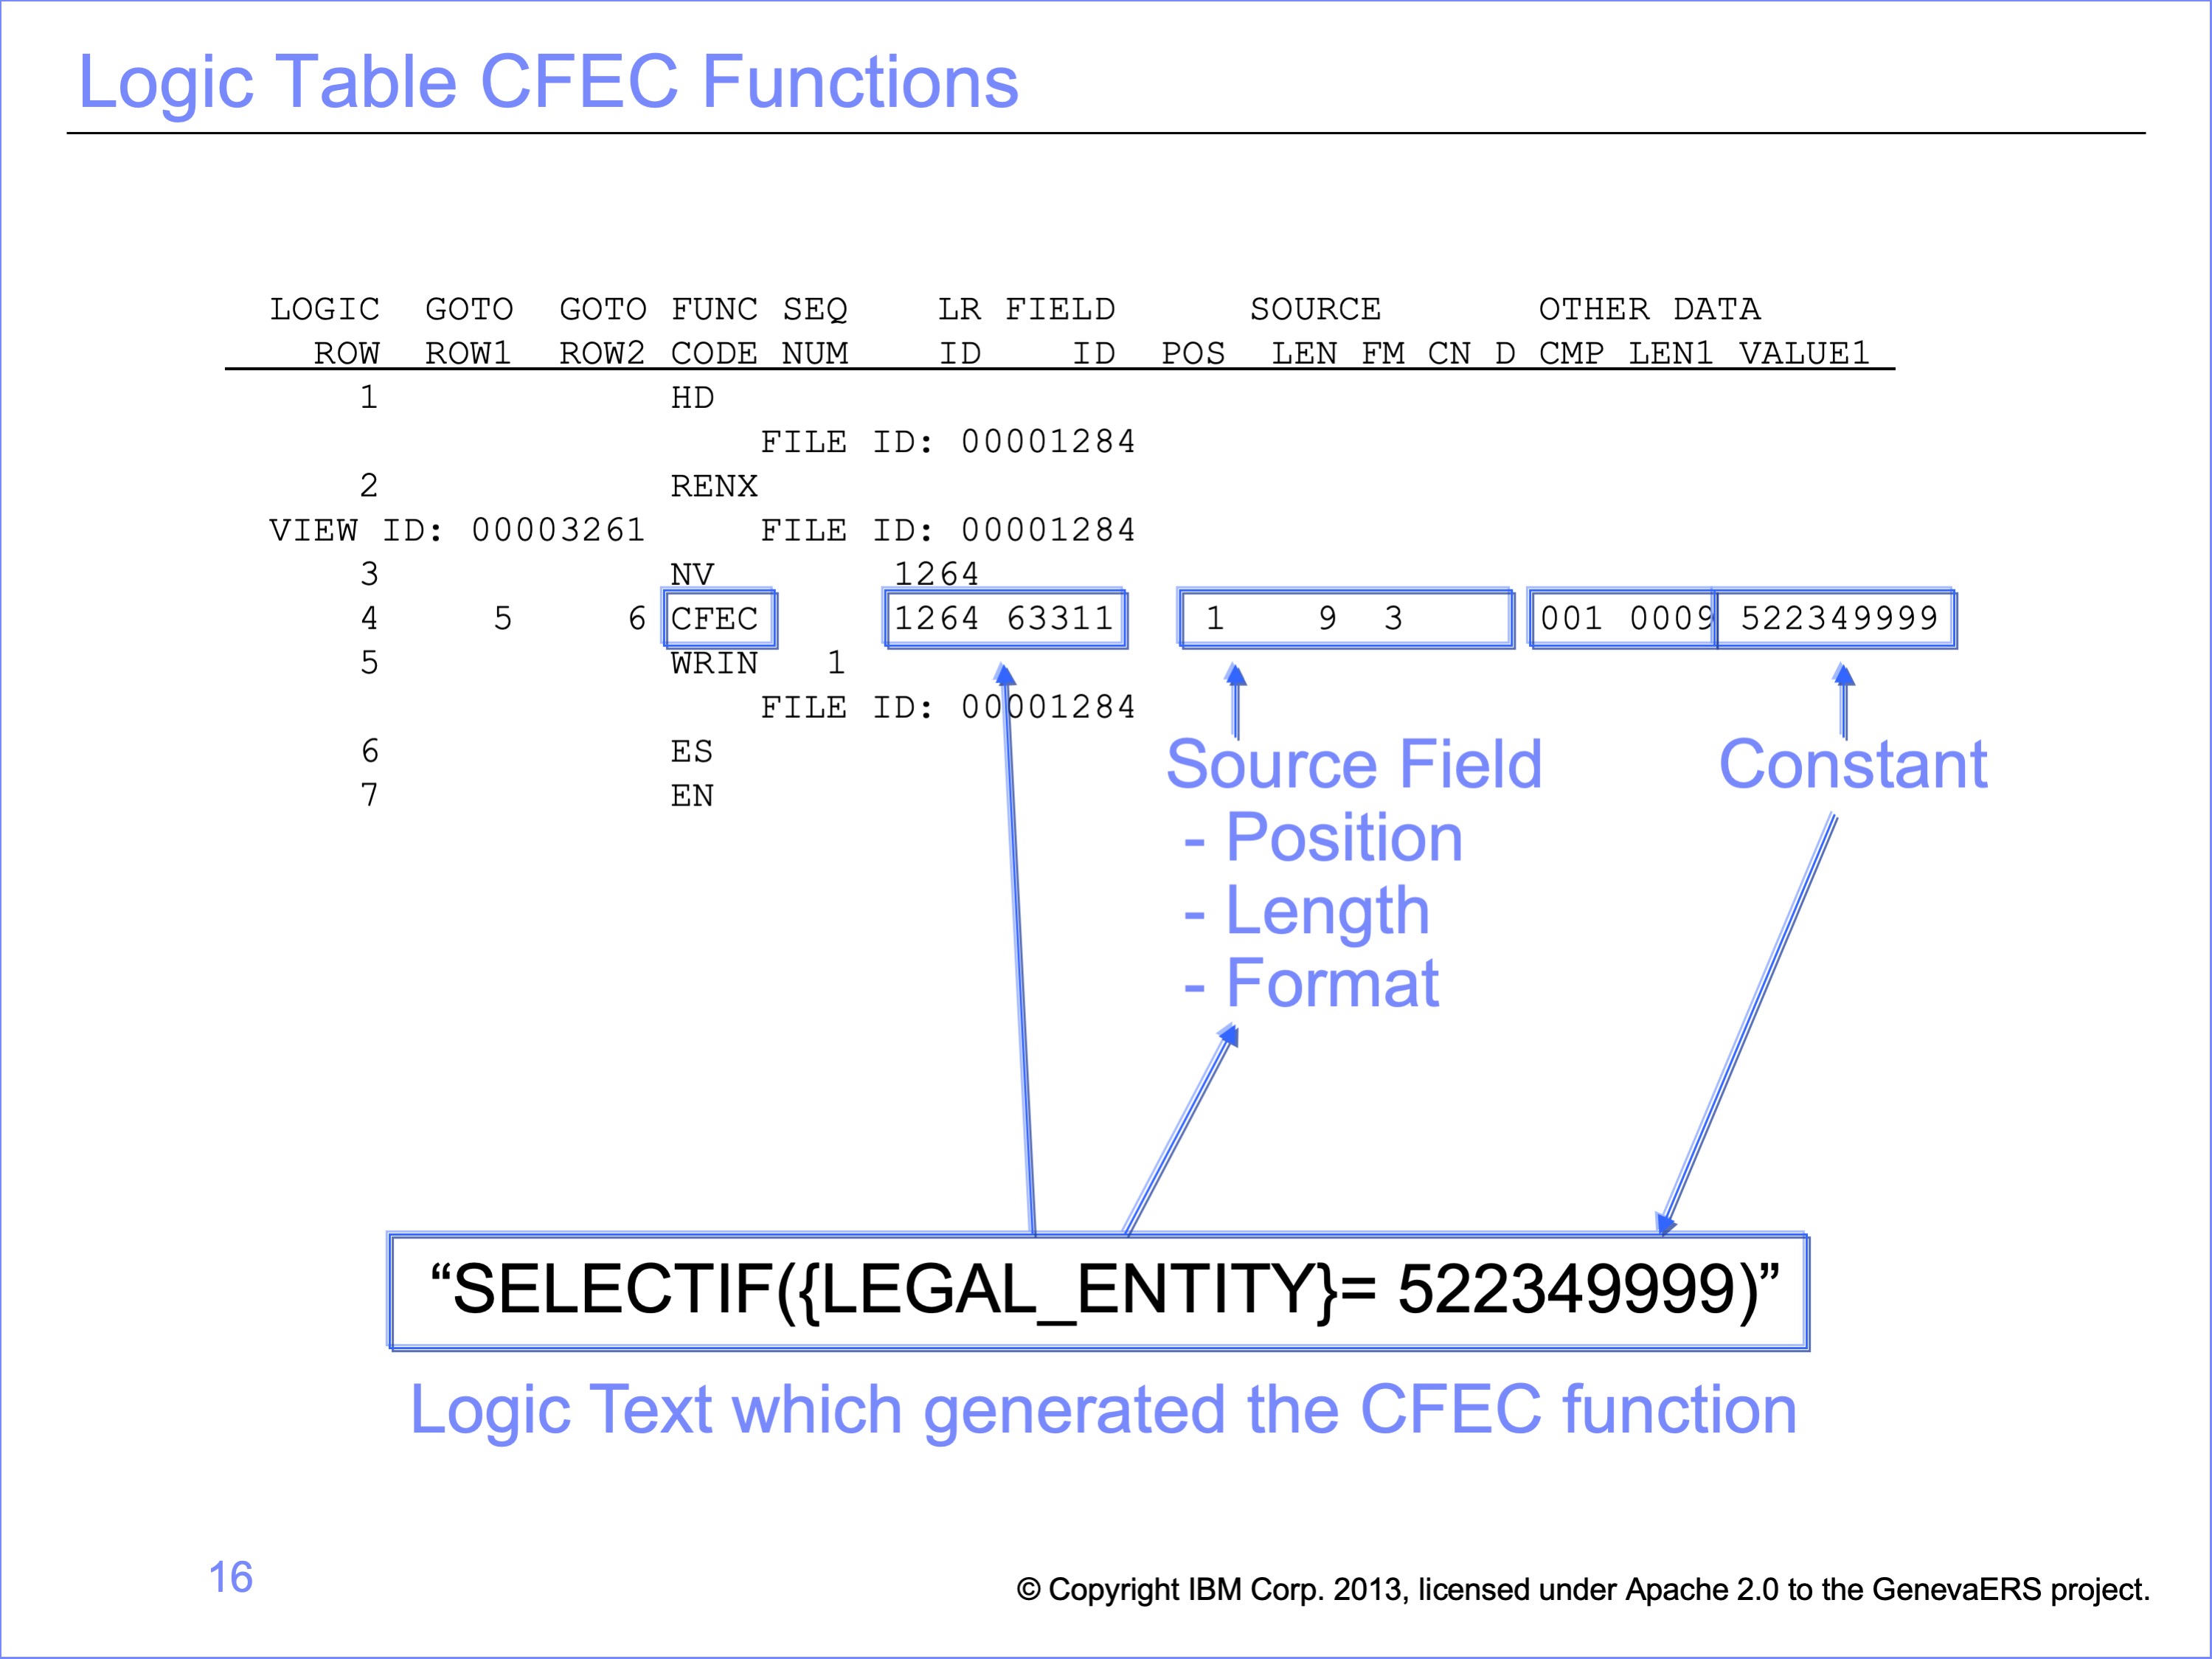 Logic Table CFEC Functions
LOGIC GOTO GOTO FUNC SEQ LR FIELD SOURCE OTHER DATA
ROW ROW1 ROW2 CODE NUM ID ID POS LEN FM CN D CMP LEN1 VALUE1
1 HD
FILE ID: 00001284
2 RENX
VIEW ID: 00003261 FILE ID: 00001284
3 NV 1264
4 5 6 CFEC 1264 63311 1 9 3 001 0009 522349999
5 WRIN 1
FILE ID: 00001284
6 ES
7 EN
Source Field
- Position
- Length
- Format
Constant
“SELECTIF({LEGAL_ENTITY}= 522349999)”
Logic Text which generated the CFEC function
16
© Copyright IBM Corp. 2013, licensed under Apache 2.0 to the GenevaERS project.